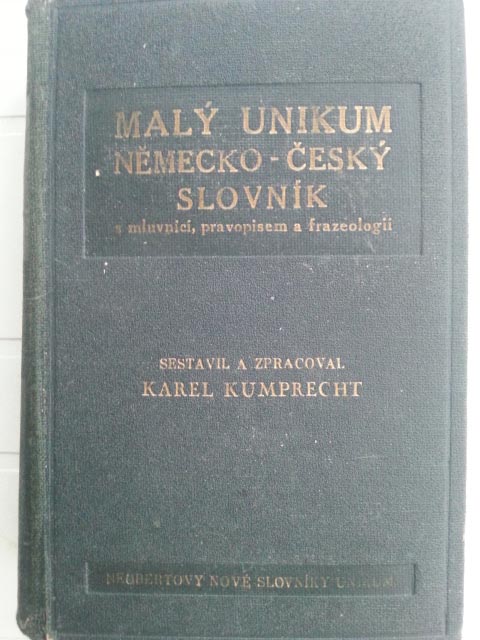 MALÝ UNIKUM
NĚMECKO-ČESKÝ
SLOVNÍK
s mluvnicí, pravopisem a frazeologií
SESTAVIL A ZPRACOVAL
KAREL KUMPRECHT
NEUBERTOVY NOVÉ SLOVNÍKY UNIKUM